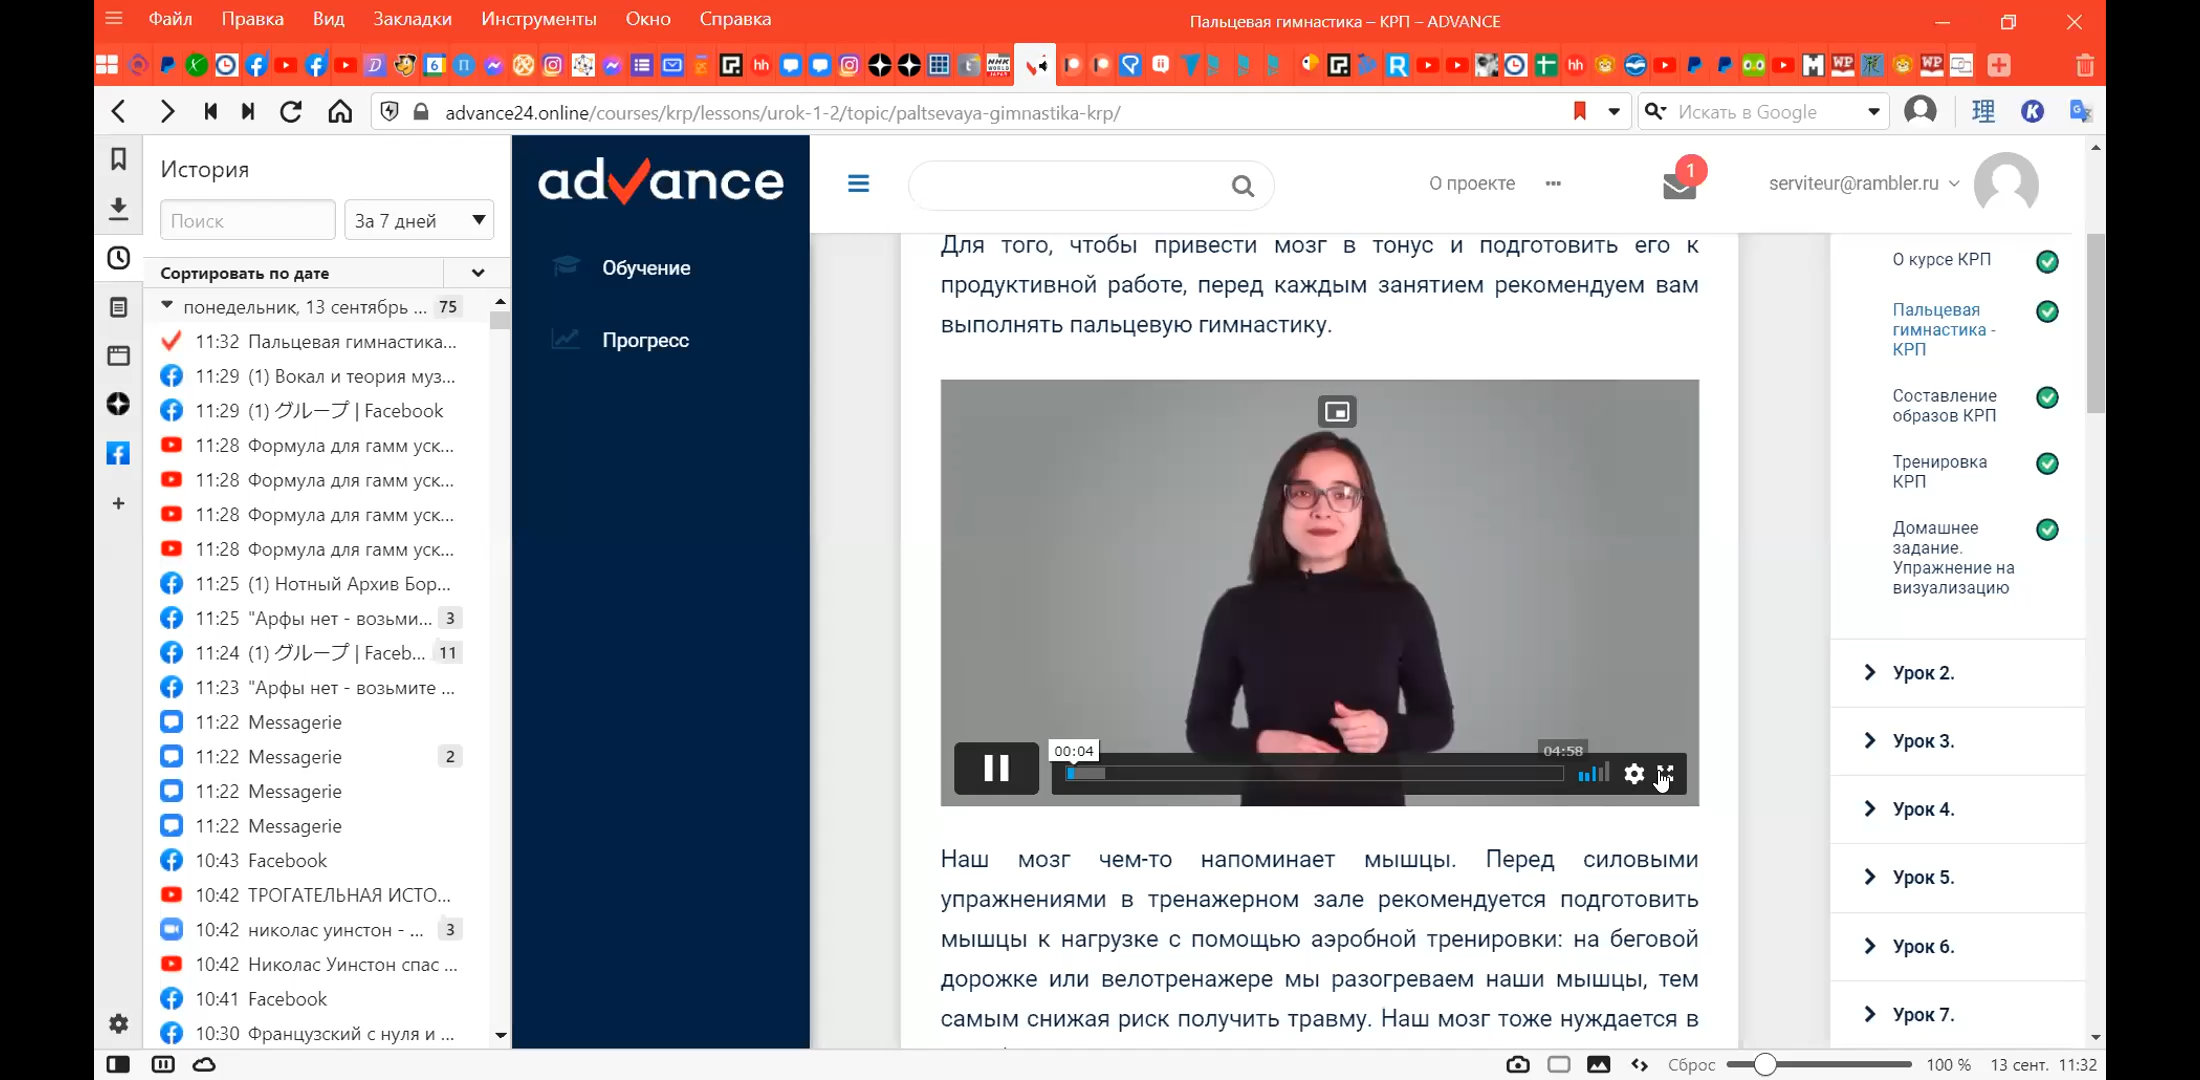 Файл Правка Вид Закладки Инструменты Окно Справка
Пальцевая гимнастика – КРП – ADVANCE
advance24.online/courses/krp/lessons/urok-1-2/topic/paltsevaya-gimnastika-krp/
Искать в Google
История
Поиск
За 7 дней
Сортировать по дате
понедельник, 13 сентябрь ... 75
11:32 Пальцевая гимнастика...
11:29 (1) Вокал и теория муз...
11:29 (1) グループ | Facebook
11:28 Формула для гамм уск...
11:28 Формула для гамм уск...
11:28 Формула для гамм уск...
11:28 Формула для гамм уск...
11:25 (1) Нотный Архив Бор...
11:25 "Арфы нет - возьми... 3
11:24 (1) グループ | Faceb... 11
11:23 "Арфы нет - возьмите ...
11:22 Messagerie
11:22 Messagerie 2
11:22 Messagerie
11:22 Messagerie
10:43 Facebook
10:42 ТРОГАТЕЛЬНАЯ ИСТО...
10:42 николас уинстон - ... 3
10:42 Николас Уинстон спас ...
10:41 Facebook
10:30 Французский с нуля и ...
advance
Обучение
Прогресс
О проекте
1
serviteur@rambler.ru
Для того, чтобы привести мозг в тонус и подготовить его к
продуктивной работе, перед каждым занятием рекомендуем вам
выполнять пальцевую гимнастику.
00:04
04:58
Наш мозг чем-то напоминает мышцы. Перед силовыми
упражнениями в тренажерном зале рекомендуется подготовить
мышцы к нагрузке с помощью аэробной тренировки: на беговой
дорожке или велотренажере мы разогреваем наши мышцы, тем
самым снижая риск получить травму. Наш мозг тоже нуждается в
О курсе КРП
Пальцевая
гимнастика -
КРП
Составление
образов КРП
Тренировка
КРП
Домашнее
задание.
Упражнение на
визуализацию
Урок 2.
Урок 3.
Урок 4.
Урок 5.
Урок 6.
Урок 7.
Сброс
100 %
13 сент. 11:32